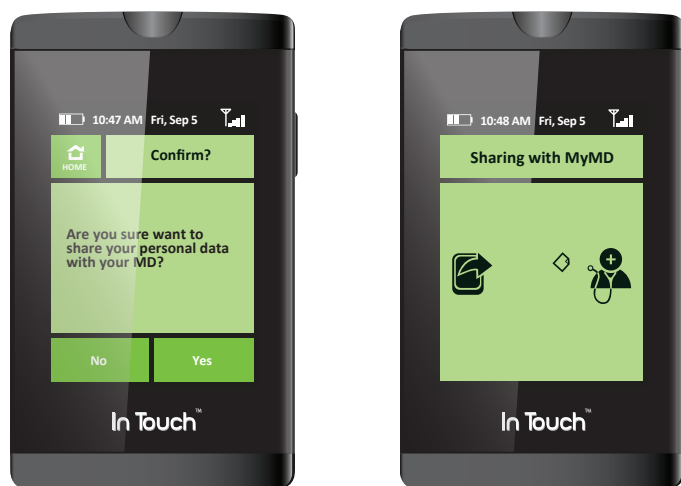 10:47 AM Fri, Sep 5
HOME
Confirm?
Are you sure want to
share your personal data
with your MD?
No
Yes
In Touch™
10:48 AM Fri, Sep 5
Sharing with MyMD
In Touch™